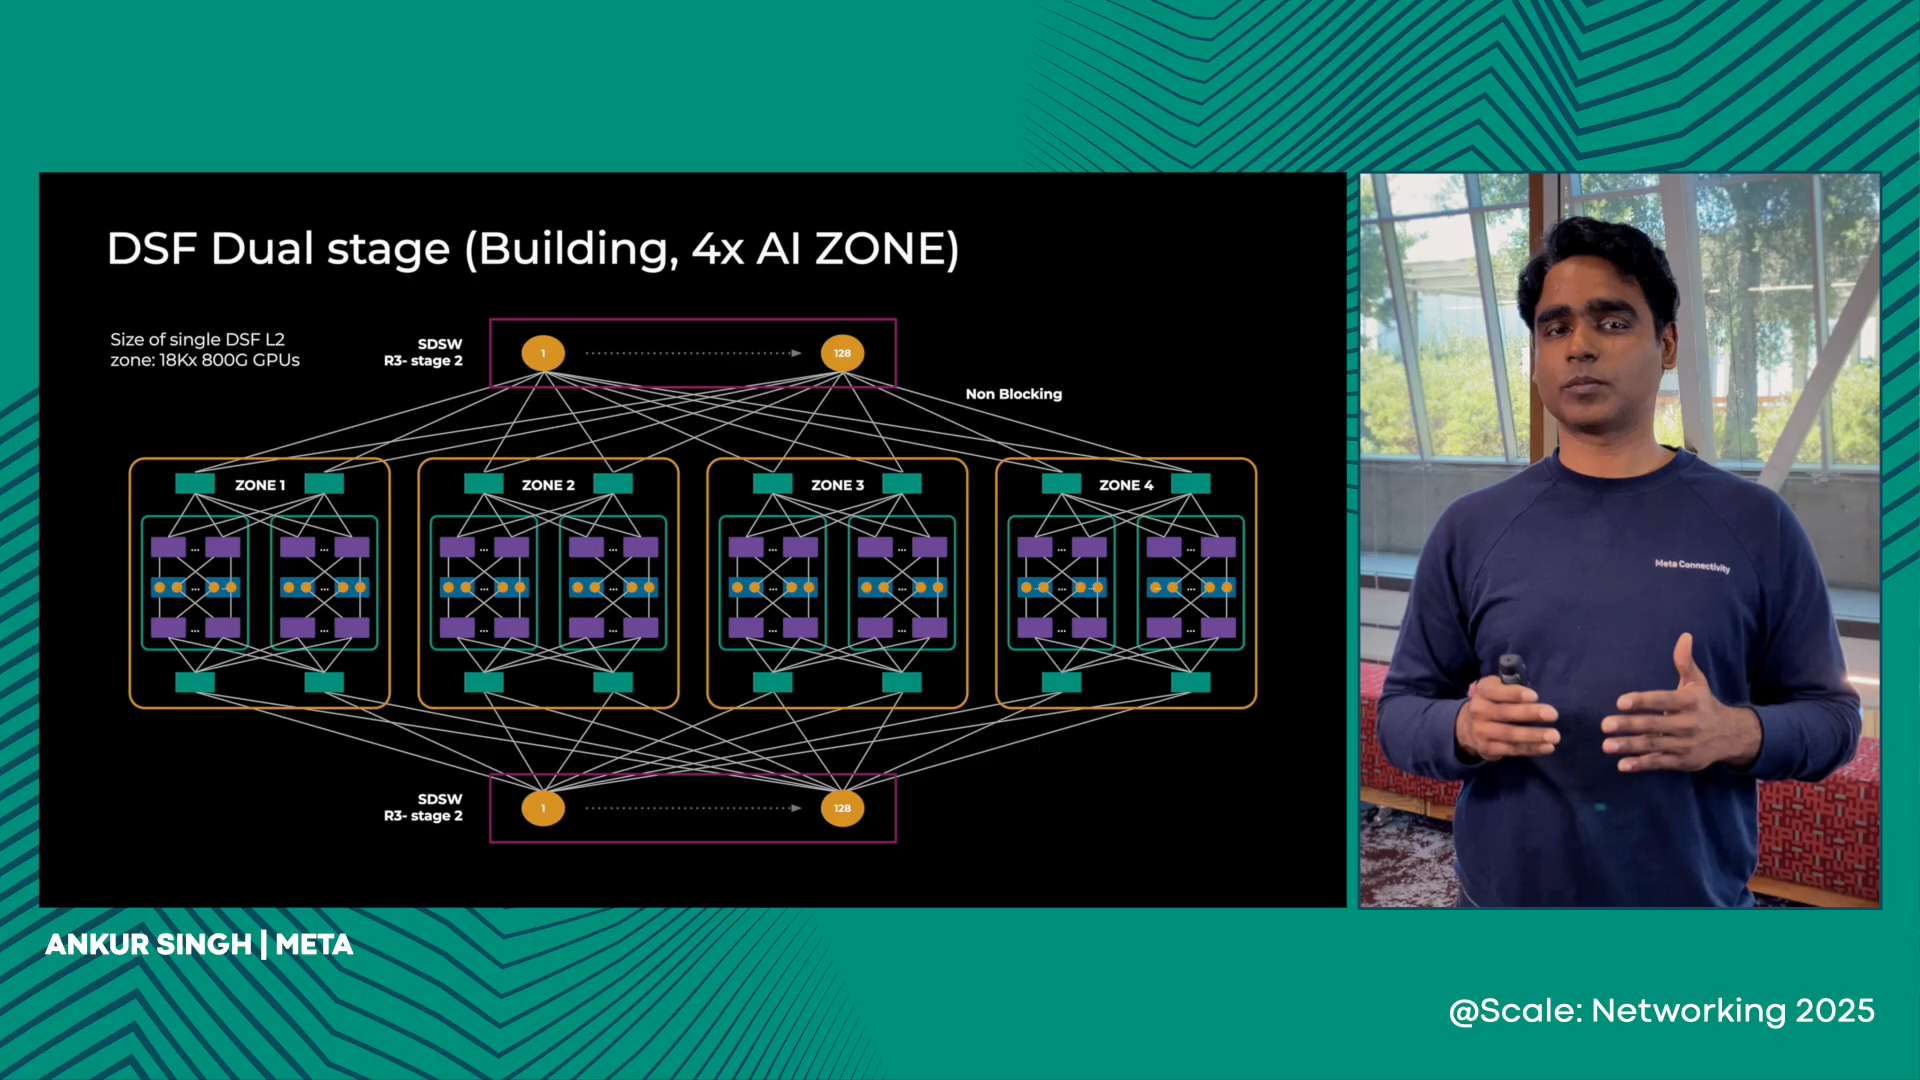 DSF Dual stage (Building, 4x AI ZONE)
Size of single DSF L2
zone: 18Kx 800G GPUs
SDSW
R3- stage 2
1
128
Non Blocking
ZONE 1
ZONE 2
ZONE 3
ZONE 4
SDSW
R3- stage 2
1
128
Meta Connectivity
ANKUR SINGH | META
@Scale: Networking 2025